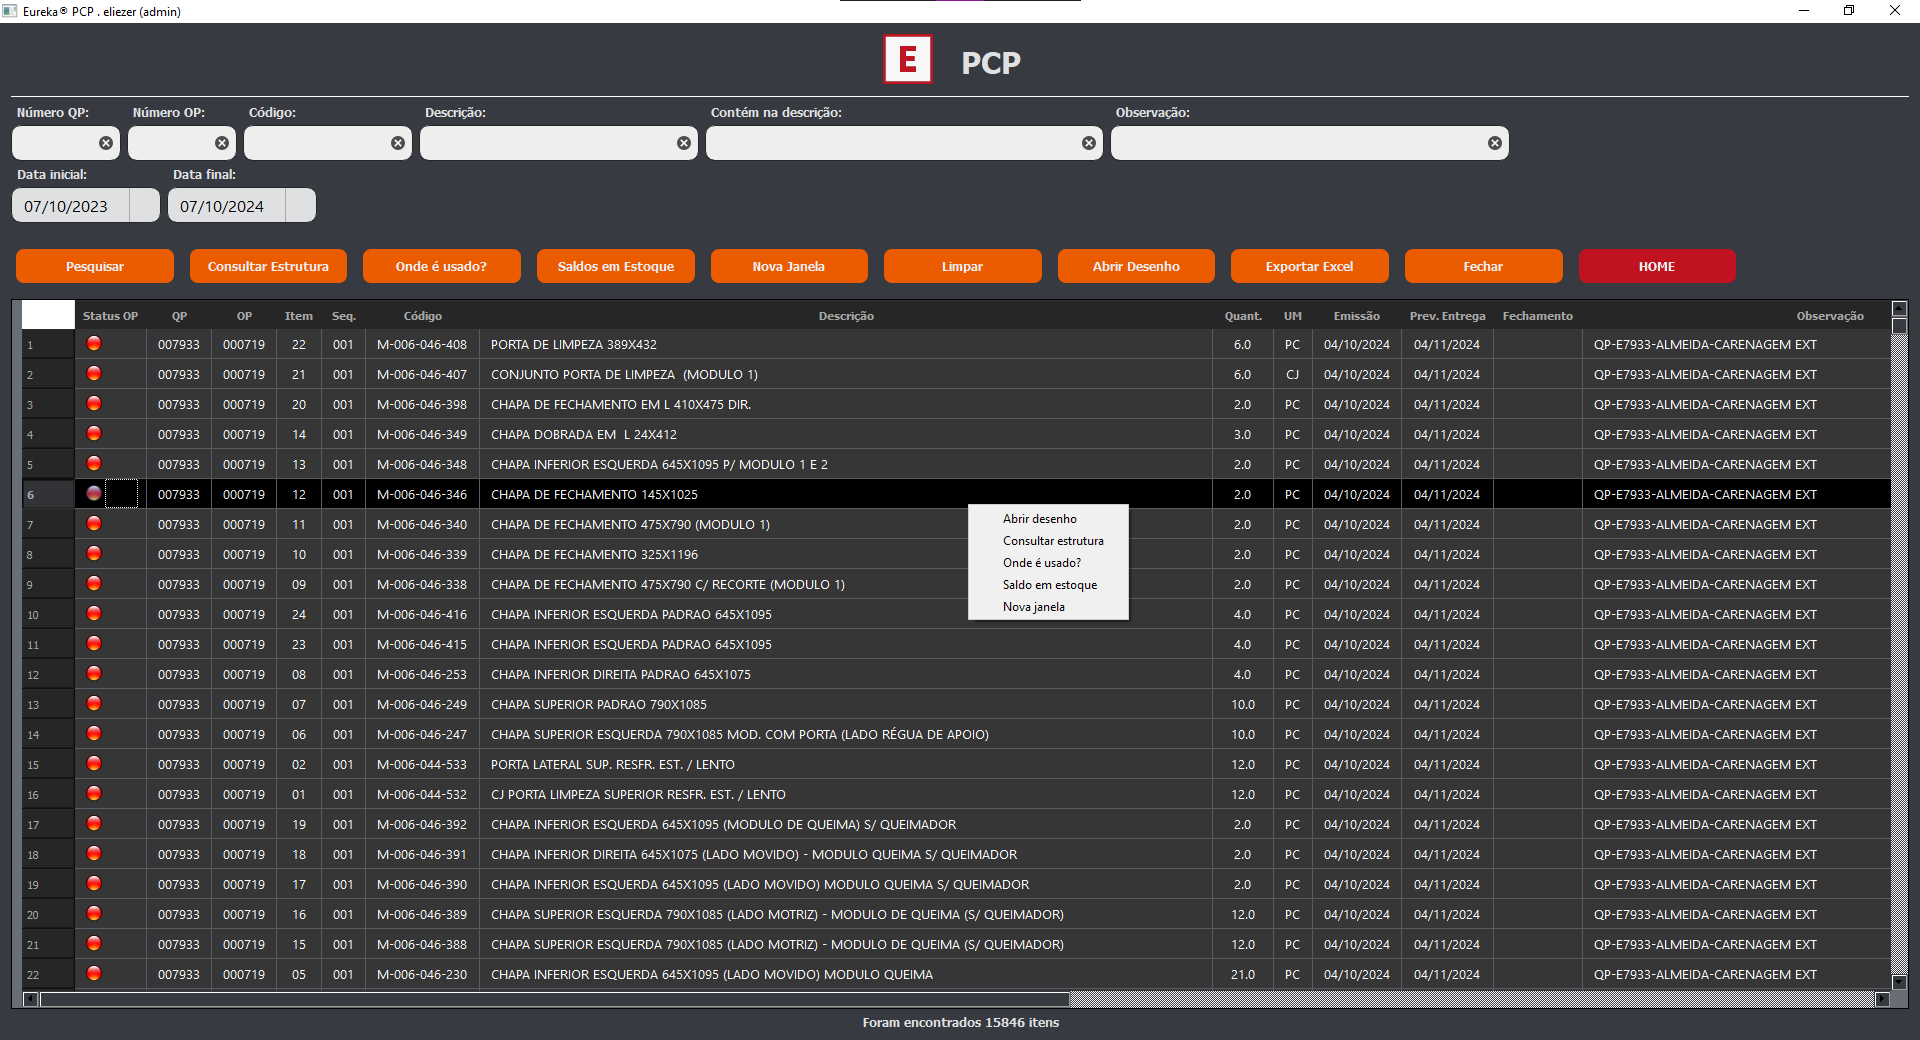 Eureka® PCP . eliezer (admin)
E PCP
Número QP: Número OP: Código: Descrição: Contém na descrição: Observação:
Data inicial: Data final:
07/10/2023 07/10/2024
Pesquisar Consultar Estrutura Onde é usado? Saldos em Estoque Nova Janela Limpar Abrir Desenho Exportar Excel Fechar HOME
Status OP QP OP Item Seq. Código Descrição Quant. UM Emissão Prev. Entrega Fechamento Observação
1 007933 000719 22 001 M-006-046-408 PORTA DE LIMPEZA 389X432 6.0 PC 04/10/2024 04/11/2024 QP-E7933-ALMEIDA-CARENAGEM EXT
2 007933 000719 21 001 M-006-046-407 CONJUNTO PORTA DE LIMPEZA  (MODULO 1) 6.0 CJ 04/10/2024 04/11/2024 QP-E7933-ALMEIDA-CARENAGEM EXT
3 007933 000719 20 001 M-006-046-398 CHAPA DE FECHAMENTO EM L 410X475 DIR. 2.0 PC 04/10/2024 04/11/2024 QP-E7933-ALMEIDA-CARENAGEM EXT
4 007933 000719 14 001 M-006-046-349 CHAPA DOBRADA EM  L 24X412 3.0 PC 04/10/2024 04/11/2024 QP-E7933-ALMEIDA-CARENAGEM EXT
5 007933 000719 13 001 M-006-046-348 CHAPA INFERIOR ESQUERDA 645X1095 P/ MODULO 1 E 2 2.0 PC 04/10/2024 04/11/2024 QP-E7933-ALMEIDA-CARENAGEM EXT
6 007933 000719 12 001 M-006-046-346 CHAPA DE FECHAMENTO 145X1025 2.0 PC 04/10/2024 04/11/2024 QP-E7933-ALMEIDA-CARENAGEM EXT
7 007933 000719 11 001 M-006-046-340 CHAPA DE FECHAMENTO 475X790 (MODULO 1) 2.0 PC 04/10/2024 04/11/2024 QP-E7933-ALMEIDA-CARENAGEM EXT
8 007933 000719 10 001 M-006-046-339 CHAPA DE FECHAMENTO 325X1196 2.0 PC 04/10/2024 04/11/2024 QP-E7933-ALMEIDA-CARENAGEM EXT
9 007933 000719 09 001 M-006-046-338 CHAPA DE FECHAMENTO 475X790 C/ RECORTE (MODULO 1) 2.0 PC 04/10/2024 04/11/2024 QP-E7933-ALMEIDA-CARENAGEM EXT
10 007933 000719 24 001 M-006-046-416 CHAPA INFERIOR ESQUERDA PADRAO 645X1095 4.0 PC 04/10/2024 04/11/2024 QP-E7933-ALMEIDA-CARENAGEM EXT
11 007933 000719 23 001 M-006-046-415 CHAPA INFERIOR ESQUERDA PADRAO 645X1095 4.0 PC 04/10/2024 04/11/2024 QP-E7933-ALMEIDA-CARENAGEM EXT
12 007933 000719 08 001 M-006-046-253 CHAPA INFERIOR DIREITA PADRAO 645X1075 4.0 PC 04/10/2024 04/11/2024 QP-E7933-ALMEIDA-CARENAGEM EXT
13 007933 000719 07 001 M-006-046-249 CHAPA SUPERIOR PADRAO 790X1085 10.0 PC 04/10/2024 04/11/2024 QP-E7933-ALMEIDA-CARENAGEM EXT
14 007933 000719 06 001 M-006-046-247 CHAPA SUPERIOR ESQUERDA 790X1085 MOD. COM PORTA (LADO RÉGUA DE APOIO) 10.0 PC 04/10/2024 04/11/2024 QP-E7933-ALMEIDA-CARENAGEM EXT
15 007933 000719 02 001 M-006-044-533 PORTA LATERAL SUP. RESFR. EST. / LENTO 12.0 PC 04/10/2024 04/11/2024 QP-E7933-ALMEIDA-CARENAGEM EXT
16 007933 000719 01 001 M-006-044-532 CJ PORTA LIMPEZA SUPERIOR RESFR. EST. / LENTO 12.0 PC 04/10/2024 04/11/2024 QP-E7933-ALMEIDA-CARENAGEM EXT
17 007933 000719 19 001 M-006-046-392 CHAPA INFERIOR ESQUERDA 645X1095 (MODULO DE QUEIMA) S/ QUEIMADOR 2.0 PC 04/10/2024 04/11/2024 QP-E7933-ALMEIDA-CARENAGEM EXT
18 007933 000719 18 001 M-006-046-391 CHAPA INFERIOR DIREITA 645X1075 (LADO MOVIDO) - MODULO QUEIMA S/ QUEIMADOR 2.0 PC 04/10/2024 04/11/2024 QP-E7933-ALMEIDA-CARENAGEM EXT
19 007933 000719 17 001 M-006-046-390 CHAPA INFERIOR ESQUERDA 645X1095 (LADO MOVIDO) MODULO QUEIMA S/ QUEIMADOR 2.0 PC 04/10/2024 04/11/2024 QP-E7933-ALMEIDA-CARENAGEM EXT
20 007933 000719 16 001 M-006-046-389 CHAPA SUPERIOR ESQUERDA 790X1085 (LADO MOTRIZ) - MODULO DE QUEIMA (S/ QUEIMADOR) 12.0 PC 04/10/2024 04/11/2024 QP-E7933-ALMEIDA-CARENAGEM EXT
21 007933 000719 15 001 M-006-046-388 CHAPA SUPERIOR ESQUERDA 790X1085 (LADO MOTRIZ) - MODULO DE QUEIMA (S/ QUEIMADOR) 12.0 PC 04/10/2024 04/11/2024 QP-E7933-ALMEIDA-CARENAGEM EXT
22 007933 000719 05 001 M-006-046-230 CHAPA INFERIOR ESQUERDA 645X1095 (LADO MOVIDO) MODULO QUEIMA 21.0 PC 04/10/2024 04/11/2024 QP-E7933-ALMEIDA-CARENAGEM EXT
Abrir desenho
Consultar estrutura
Onde é usado?
Saldo em estoque
Nova janela
Foram encontrados 15846 itens